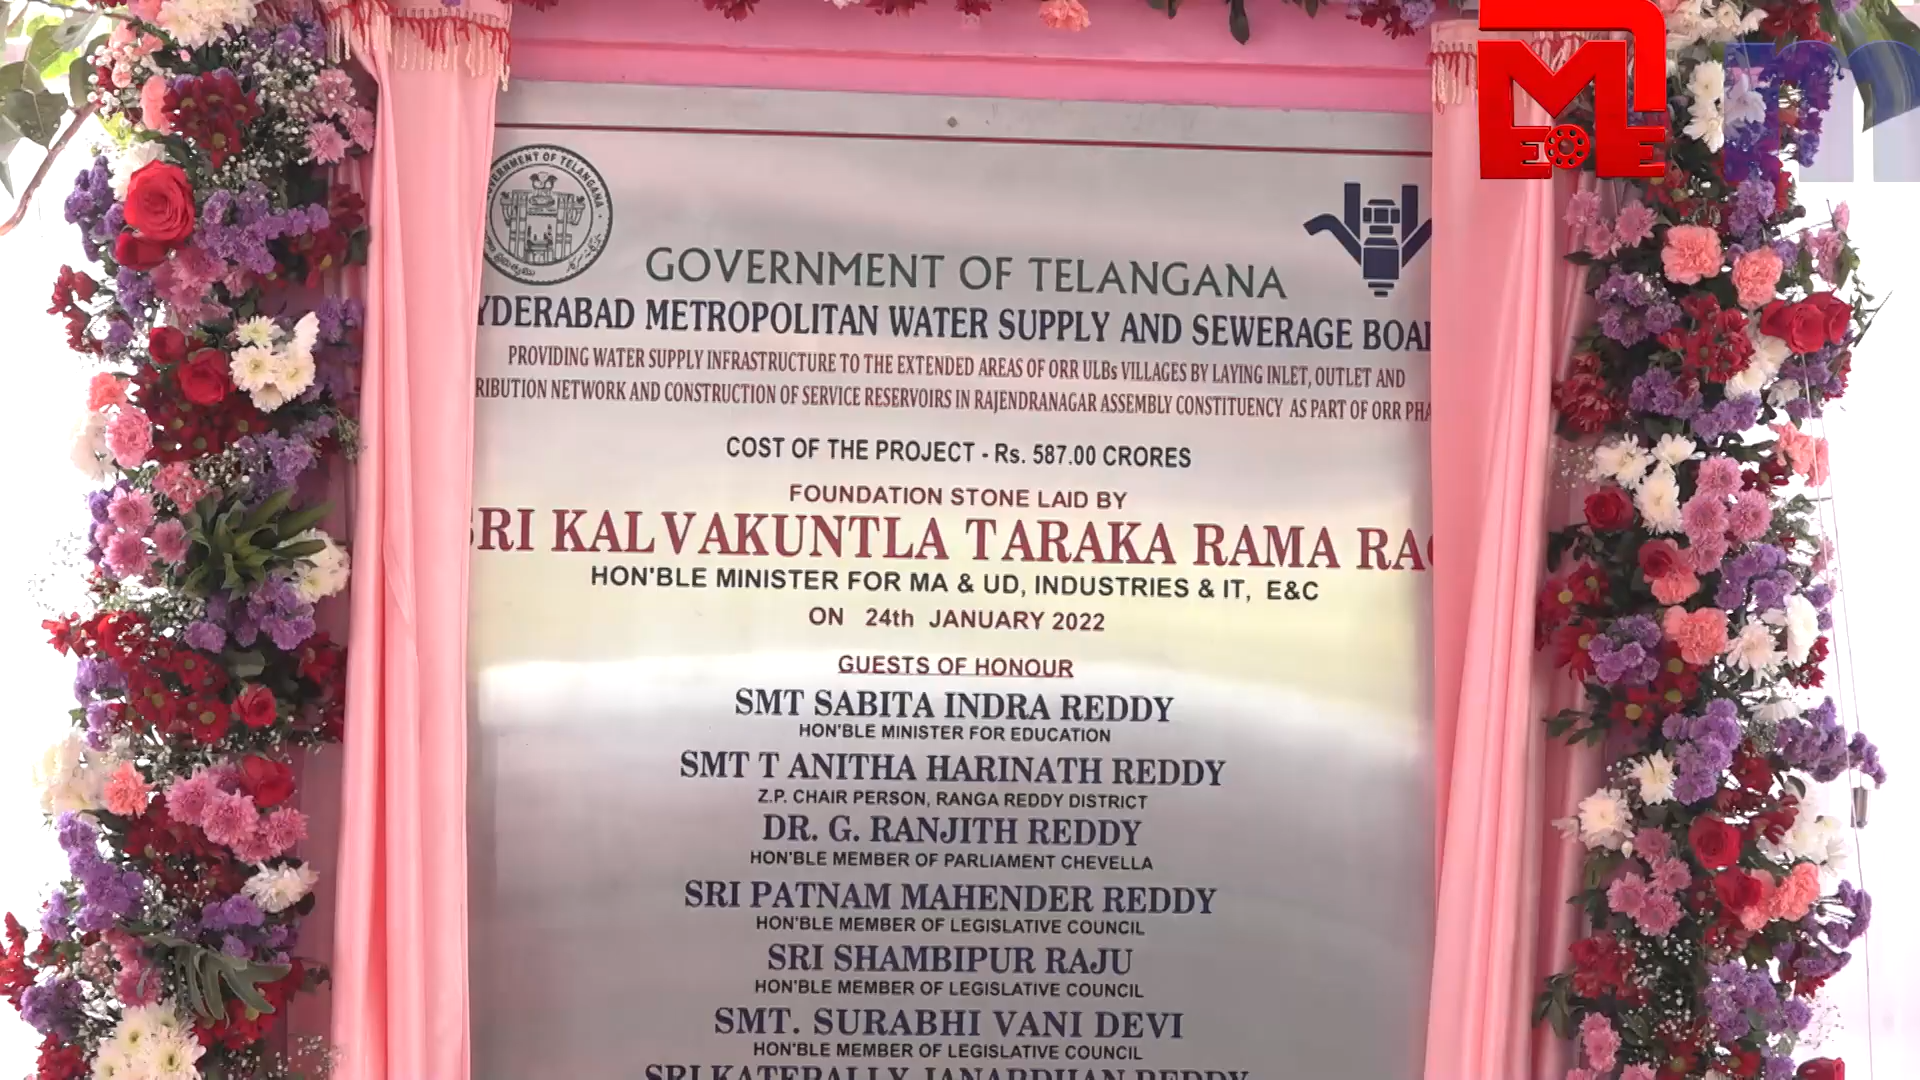 GOVERNMENT OF TELANGANA
GOVERNMENT OF TELANGANA
YDERABAD METROPOLITAN WATER SUPPLY AND SEWERAGE BOA
PROVIDING WATER SUPPLY INFRASTRUCTURE TO THE EXTENDED AREAS OF ORR ULBs VILLAGES BY LAYING INLET, OUTLET AND
RIBUTION NETWORK AND CONSTRUCTION OF SERVICE RESERVOIRS IN RAJENDRANAGAR ASSEMBLY CONSTITUENCY AS PART OF ORR PHA
COST OF THE PROJECT - Rs. 587.00 CRORES
FOUNDATION STONE LAID BY
SRI KALVAKUNTLA TARAKA RAMA RAO
HON'BLE MINISTER FOR MA & UD, INDUSTRIES & IT, E&C
ON 24th JANUARY 2022
GUESTS OF HONOUR
SMT SABITA INDRA REDDY
HON'BLE MINISTER FOR EDUCATION
SMT T ANITHA HARINATH REDDY
Z.P. CHAIR PERSON, RANGA REDDY DISTRICT
DR. G. RANJITH REDDY
HON'BLE MEMBER OF PARLIAMENT CHEVELLA
SRI PATNAM MAHENDER REDDY
HON'BLE MEMBER OF LEGISLATIVE COUNCIL
SRI SHAMBIPUR RAJU
HON'BLE MEMBER OF LEGISLATIVE COUNCIL
SMT. SURABHI VANI DEVI
HON'BLE MEMBER OF LEGISLATIVE COUNCIL
SRI KATEPALLY JANARDHAN REDDY